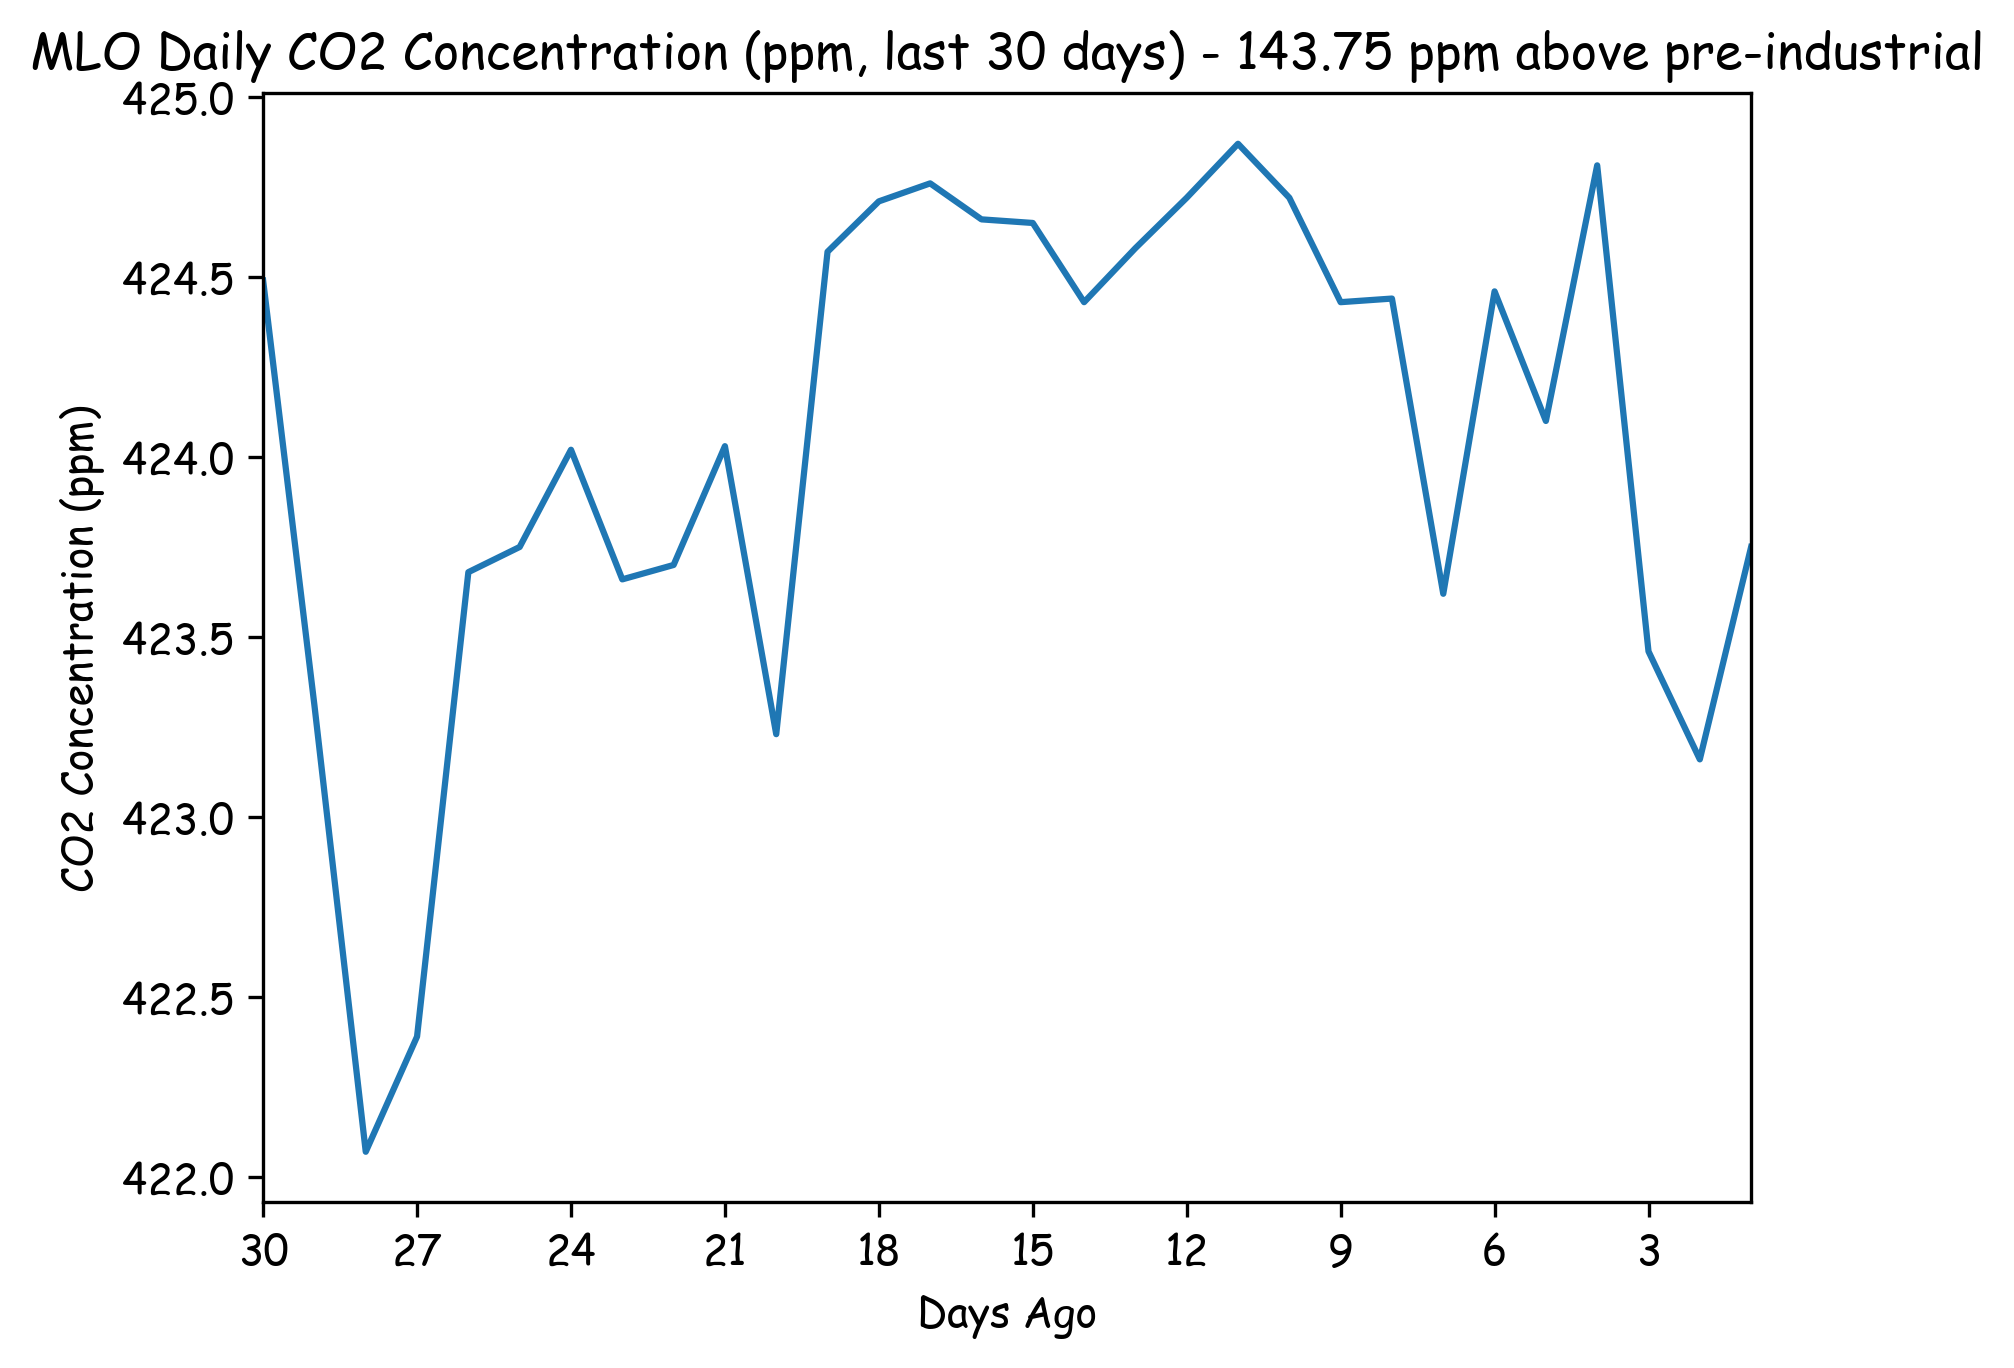 MLO Daily CO2 Concentration (ppm, last 30 days) - 143.75 ppm above pre-industrial
425.0
424.5
424.0
423.5
423.0
422.5
422.0
CO2 Concentration (ppm)
30 27 24 21 18 15 12 9 6 3
Days Ago